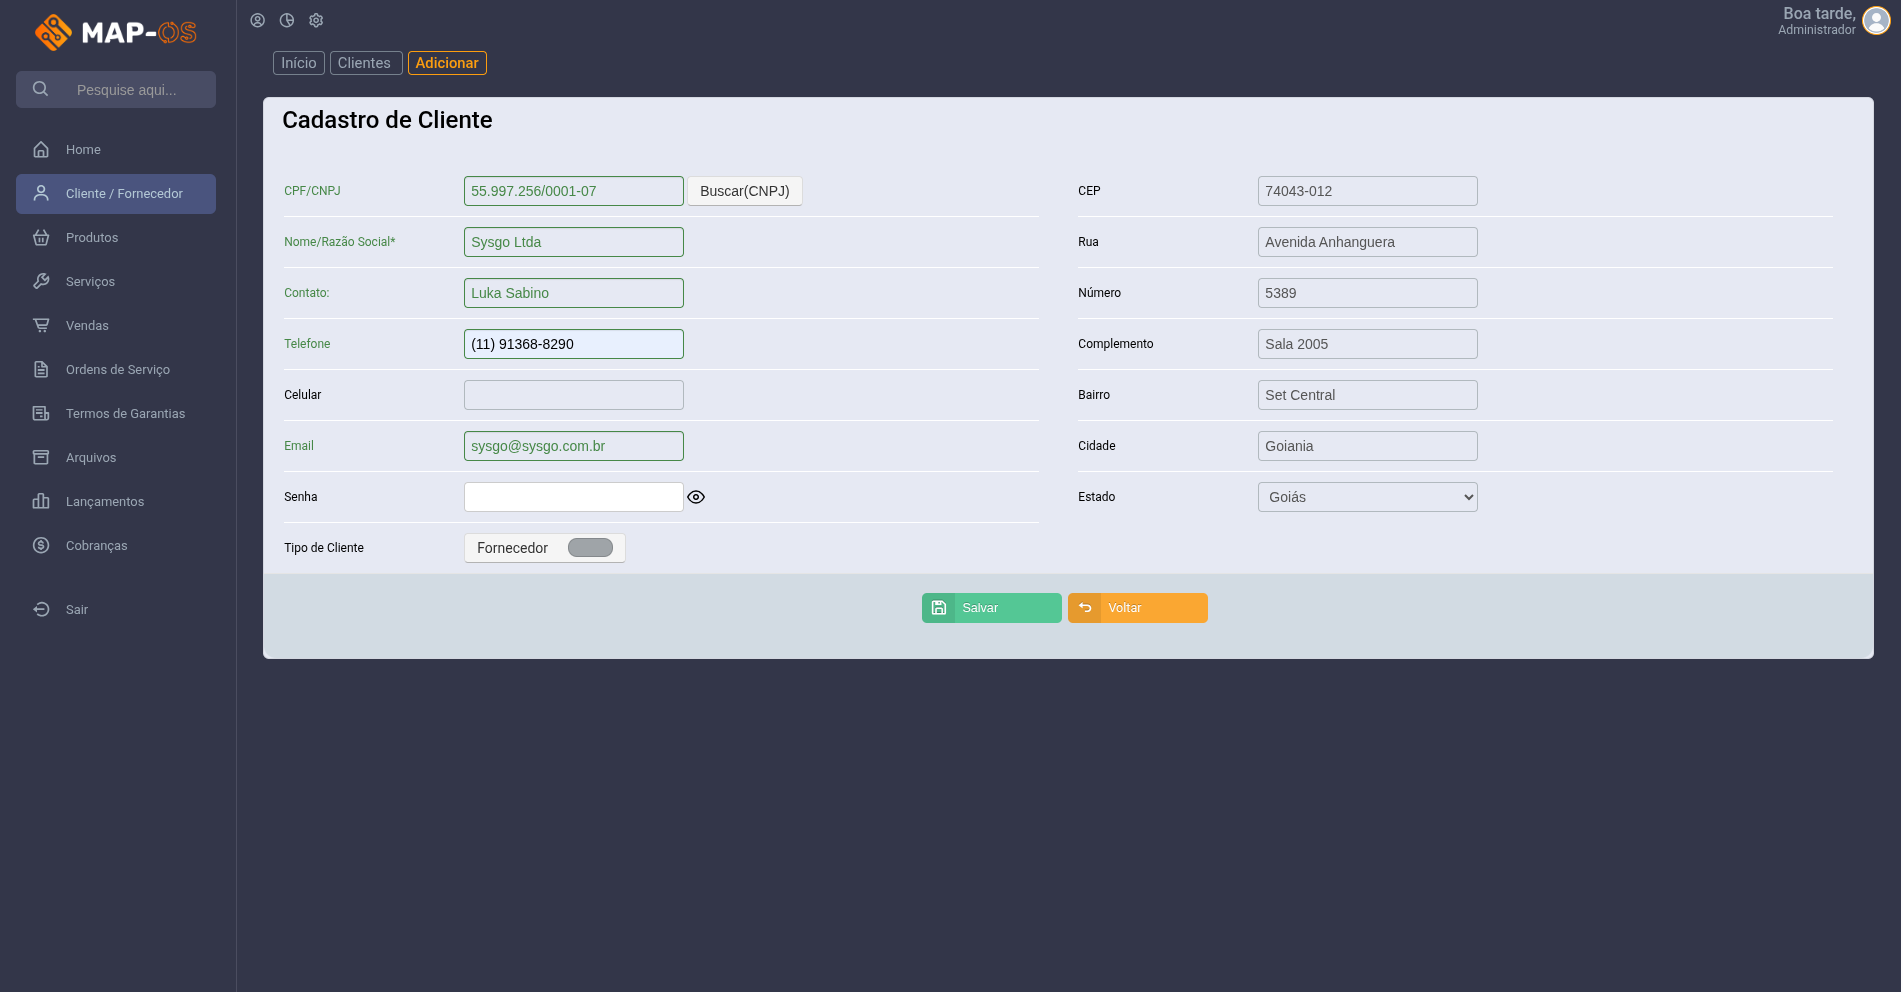 MAP-OS
Pesquise aqui...
Home
Cliente / Fornecedor
Produtos
Serviços
Vendas
Ordens de Serviço
Termos de Garantias
Arquivos
Lançamentos
Cobranças
Sair
Boa tarde,
Administrador
Início
Clientes
Adicionar
Cadastro de Cliente
CPF/CNPJ
55.997.256/0001-07
Buscar(CNPJ)
Nome/Razão Social*
Sysgo Ltda
Contato:
Luka Sabino
Telefone
(11) 91368-8290
Celular
Email
sysgo@sysgo.com.br
Senha
Tipo de Cliente
Fornecedor
CEP
74043-012
Rua
Avenida Anhanguera
Número
5389
Complemento
Sala 2005
Bairro
Set Central
Cidade
Goiania
Estado
Goiás
Salvar
Voltar